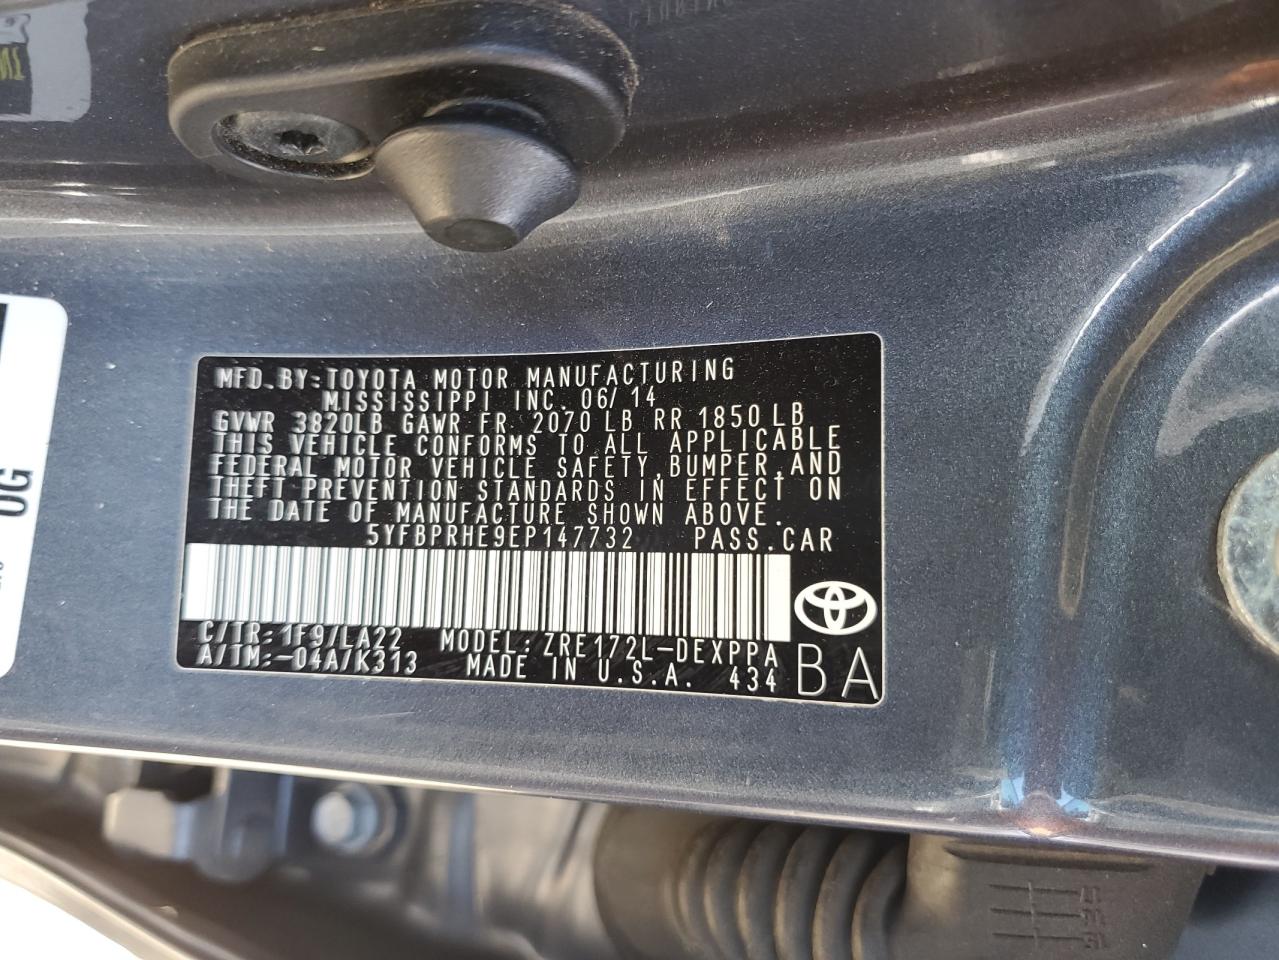 MFD.BY:TOYOTA MOTOR MANUFACTURING
MISSISSIPPI INC. 06/14
GVWR 3820LB GAWR FR. 2070 LB RR 1850 LB
THIS VEHICLE CONFORMS TO ALL APPLICABLE
FEDERAL MOTOR VEHICLE SAFETY,BUMPER,AND
THEFT PREVENTION STANDARDS IN EFFECT ON
THE DATE OF MANUFACTURE SHOWN ABOVE.
5YFBPRHE9EP147732 PASS.CAR
C/TR:1F9/LA22 MODEL:ZRE172L-DEXPPA
A/TM:-04A/K313 MADE IN U.S.A. 434
BA
OG